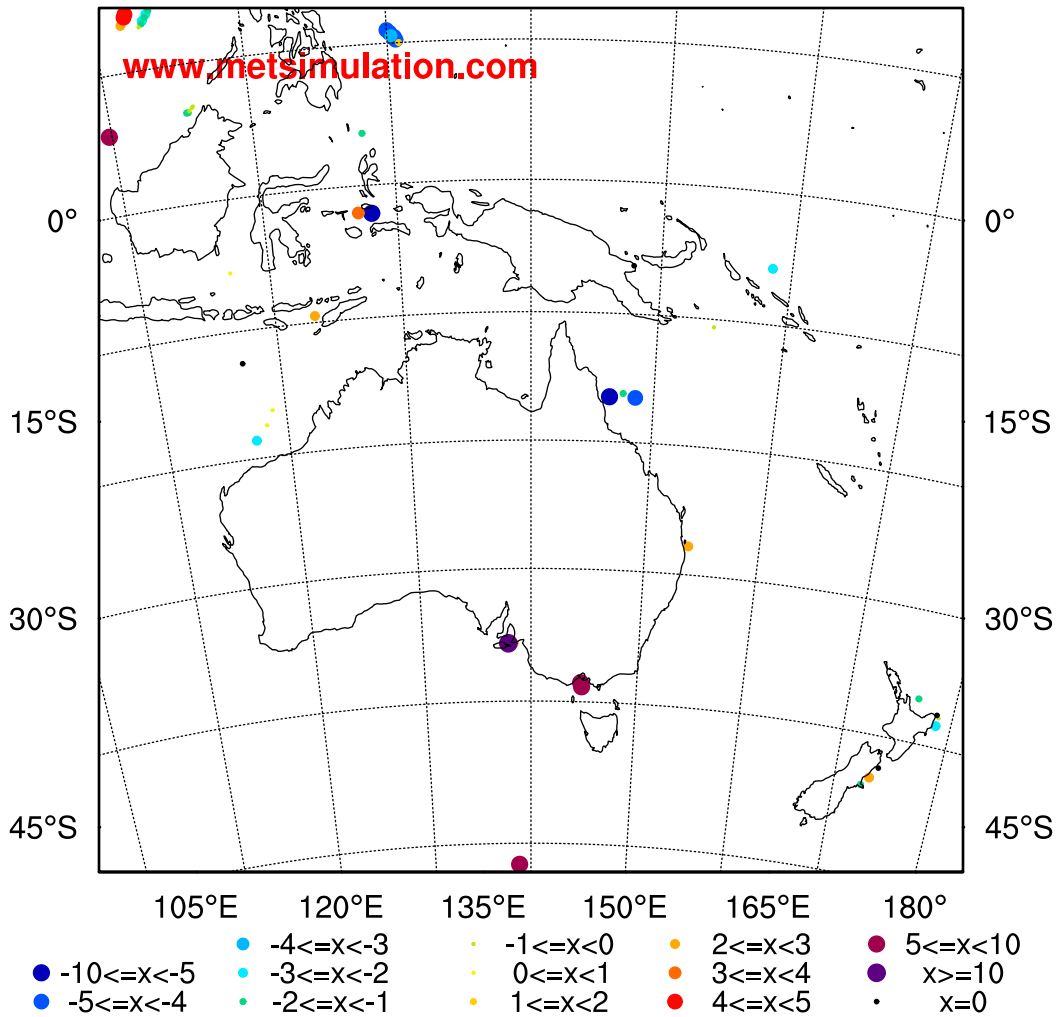 www.metsimulation.com
0° 0°
15°S 15°S
30°S 30°S
45°S 45°S
105°E 120°E 135°E 150°E 165°E 180°
-4<=x<-3 -1<=x<0 2<=x<3 5<=x<10
-10<=x<-5 -3<=x<-2 0<=x<1 3<=x<4 x>=10
-5<=x<-4 -2<=x<-1 1<=x<2 4<=x<5 x=0